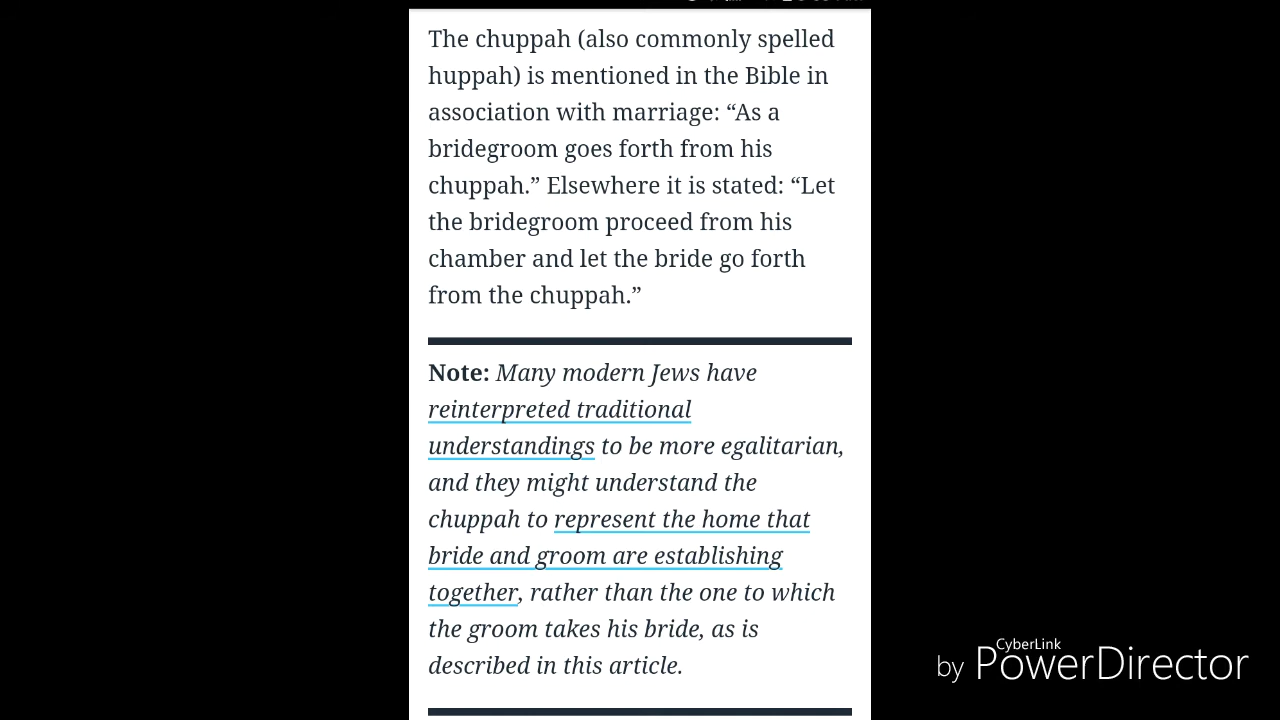 The chuppah (also commonly spelled
huppah) is mentioned in the Bible in
association with marriage: “As a
bridegroom goes forth from his
chuppah.” Elsewhere it is stated: “Let
the bridegroom proceed from his
chamber and let the bride go forth
from the chuppah.”
Note: Many modern Jews have
reinterpreted traditional
understandings to be more egalitarian,
and they might understand the
chuppah to represent the home that
bride and groom are establishing
together, rather than the one to which
the groom takes his bride, as is
described in this article.
CyberLink
by PowerDirector